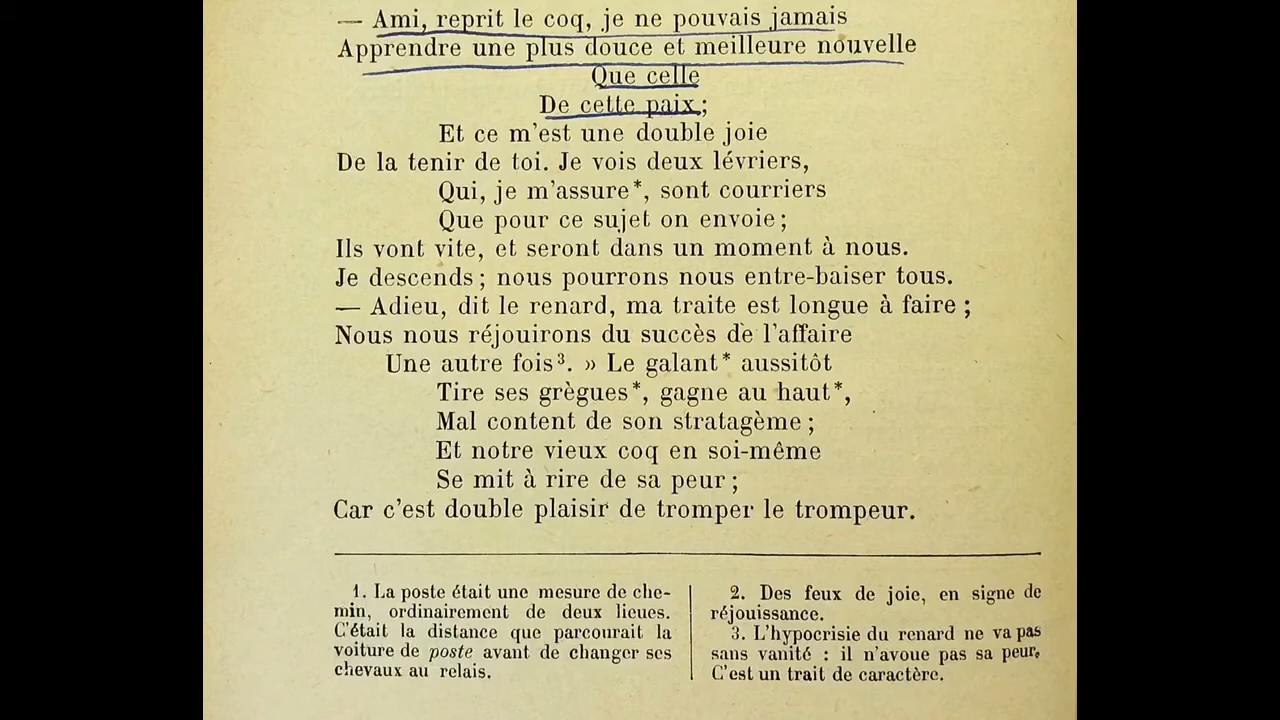 — Ami, reprit le coq, je ne pouvais jamais
Apprendre une plus douce et meilleure nouvelle
Que celle
De cette paix ;
Et ce m'est une double joie
De la tenir de toi. Je vois deux lévriers,
Qui, je m'assure*, sont courriers
Que pour ce sujet on envoie ;
Ils vont vite, et seront dans un moment à nous.
Je descends ; nous pourrons nous entre-baiser tous.
— Adieu, dit le renard, ma traite est longue à faire ;
Nous nous réjouirons du succès de l'affaire
Une autre fois³. » Le galant* aussitôt
Tire ses grègues*, gagne au haut*,
Mal content de son stratagème ;
Et notre vieux coq en soi-même
Se mit à rire de sa peur ;
Car c'est double plaisir de tromper le trompeur.
1. La poste était une mesure de che-
min, ordinairement de deux lieues.
C'était la distance que parcourait la
voiture de poste avant de changer ses
chevaux au relais.
2. Des feux de joie, en signe de
réjouissance.
3. L'hypocrisie du renard ne va pas
sans vanité : il n'avoue pas sa peur.
C'est un trait de caractère.